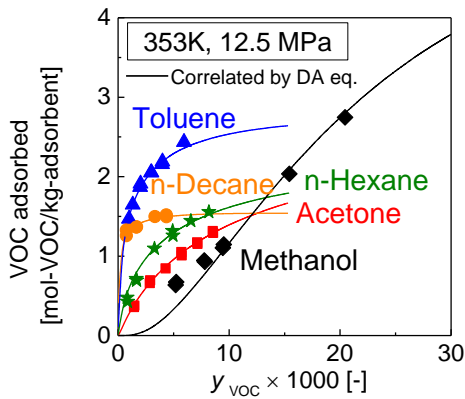 353K, 12.5 MPa
Correlated by DA eq.
Toluene
n-Decane
n-Hexane
Acetone
Methanol
VOC adsorbed
[mol-VOC/kg-adsorbent]
4
3
2
1
0
0 10 20 30
y VOC × 1000 [-]